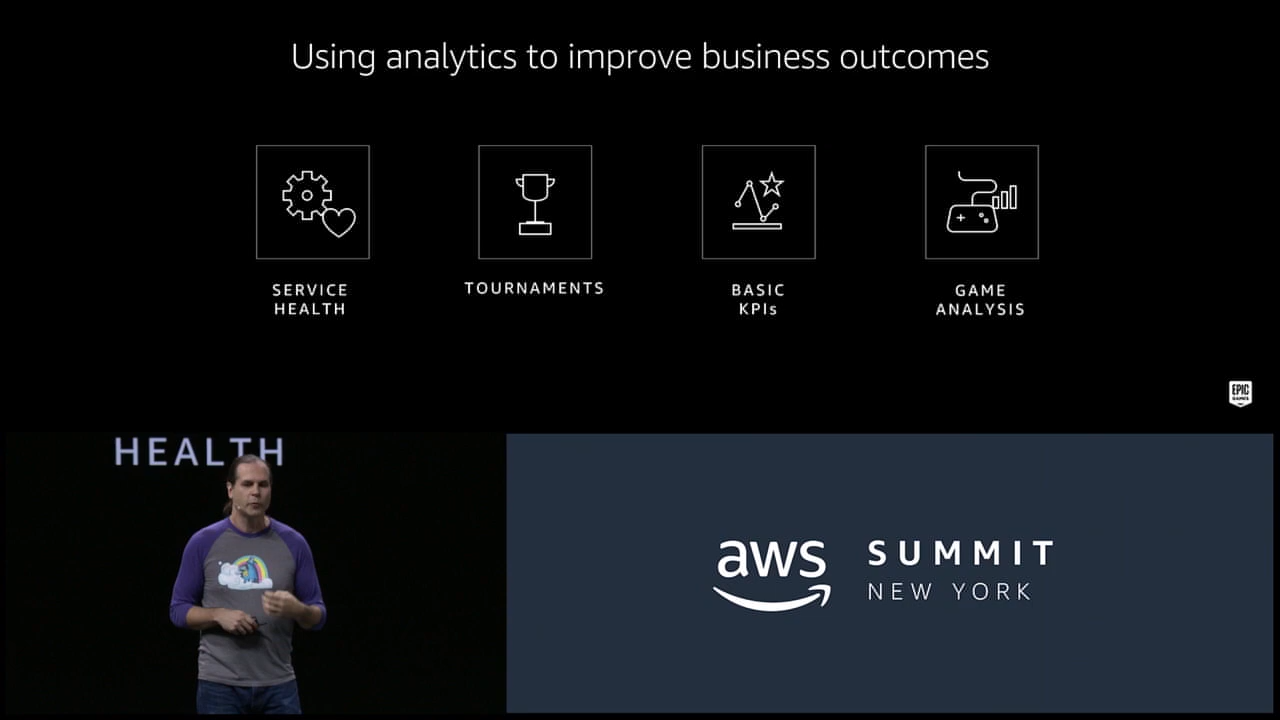 Using analytics to improve business outcomes
SERVICE
HEALTH
TOURNAMENTS
BASIC
KPIs
GAME
ANALYSIS
EPIC
GAMES
HEALTH
aws
SUMMIT
NEW YORK